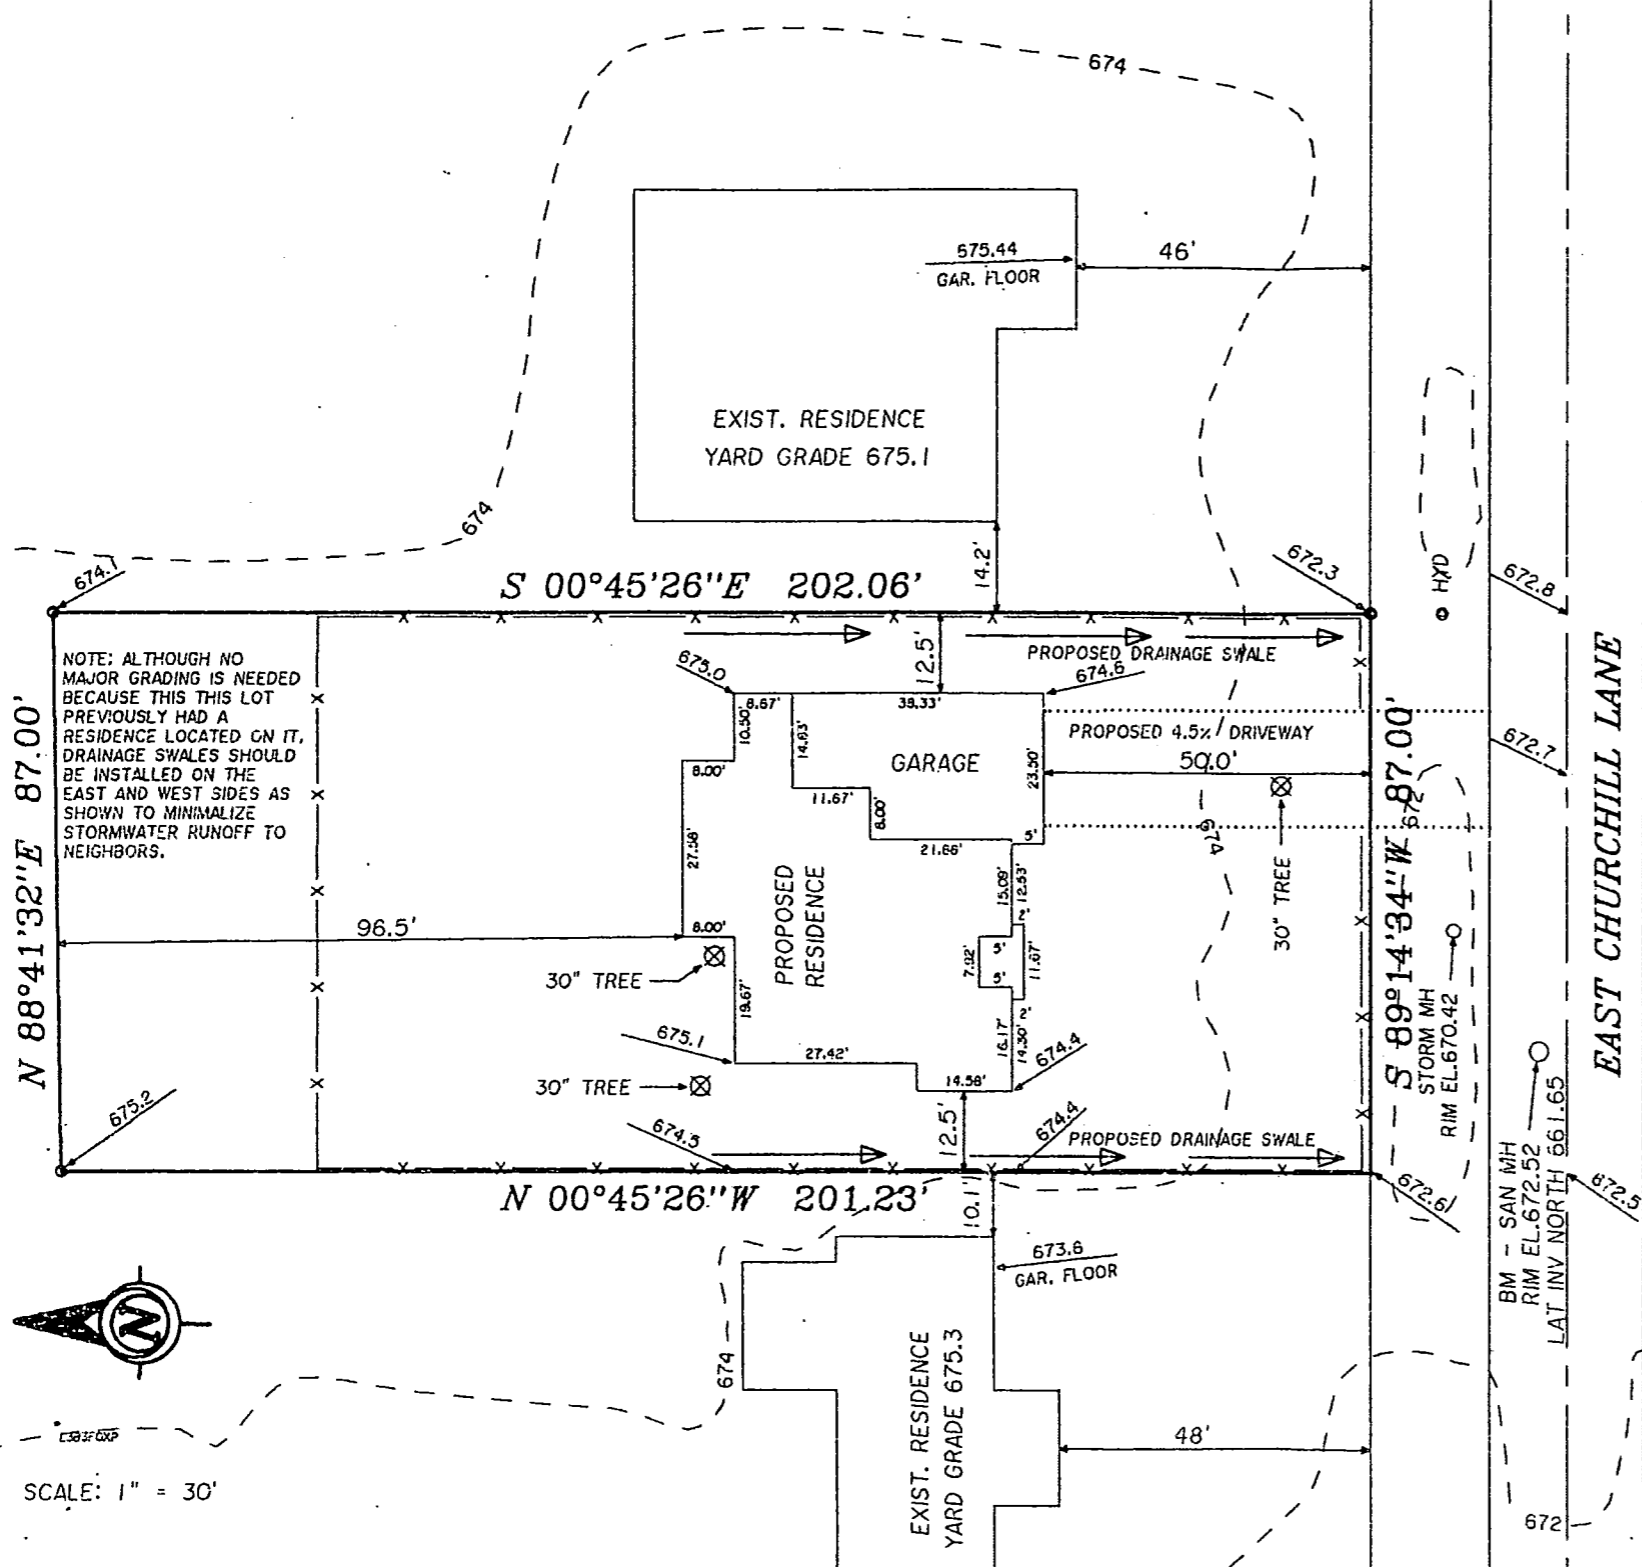 674
675.44
GAR. FLOOR
46'
EXIST. RESIDENCE
YARD GRADE 675.1
674
674.1
S 00°45'26"E 202.06'
14.2'
672.3
HYD
672.8
NOTE: ALTHOUGH NO
MAJOR GRADING IS NEEDED
BECAUSE THIS THIS LOT
PREVIOUSLY HAD A
RESIDENCE LOCATED ON IT,
DRAINAGE SWALES SHOULD
BE INSTALLED ON THE
EAST AND WEST SIDES AS
SHOWN TO MINIMALIZE
STORMWATER RUNOFF TO
NEIGHBORS.
N 88°41'32"E 87.00'
675.0
12.5'
PROPOSED DRAINAGE SWALE
674.6
8.67'
10.50'
14.63'
GARAGE
23.50'
PROPOSED 4.5% DRIVEWAY
50.0'
672.7
8.00'
11.67'
8.00'
21.66'
5'
27.58'
PROPOSED
RESIDENCE
15.09'
12.53'
674
30" TREE
S 89°14'34"W 87.00'
672
EAST CHURCHILL LANE
96.5'
8.00'
2'
5'
7.92'
11.67'
5'
2'
30" TREE
19.67'
STORM MH
RIM EL.670.42
675.1
27.42'
16.17'
14.50'
674.4
30" TREE
14.58'
675.2
674.5
12.5'
674.4
PROPOSED DRAINAGE SWALE
N 00°45'26"W 201.23'
10.1'
672.6
BM - SAN MH
RIM EL.672.52
LAT INV NORTH 661.65
672.5
673.6
GAR. FLOOR
N
674
EXIST. RESIDENCE
YARD GRADE 675.3
48'
SCALE: 1" = 30'
672